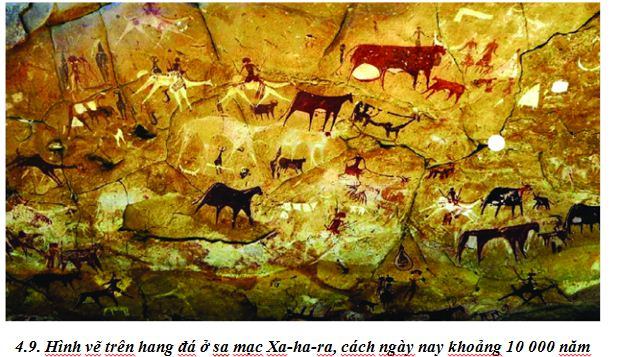 4.9. Hình vẽ trên hang đá ở sa mạc Xa-ha-ra, cách ngày nay khoảng 10 000 năm